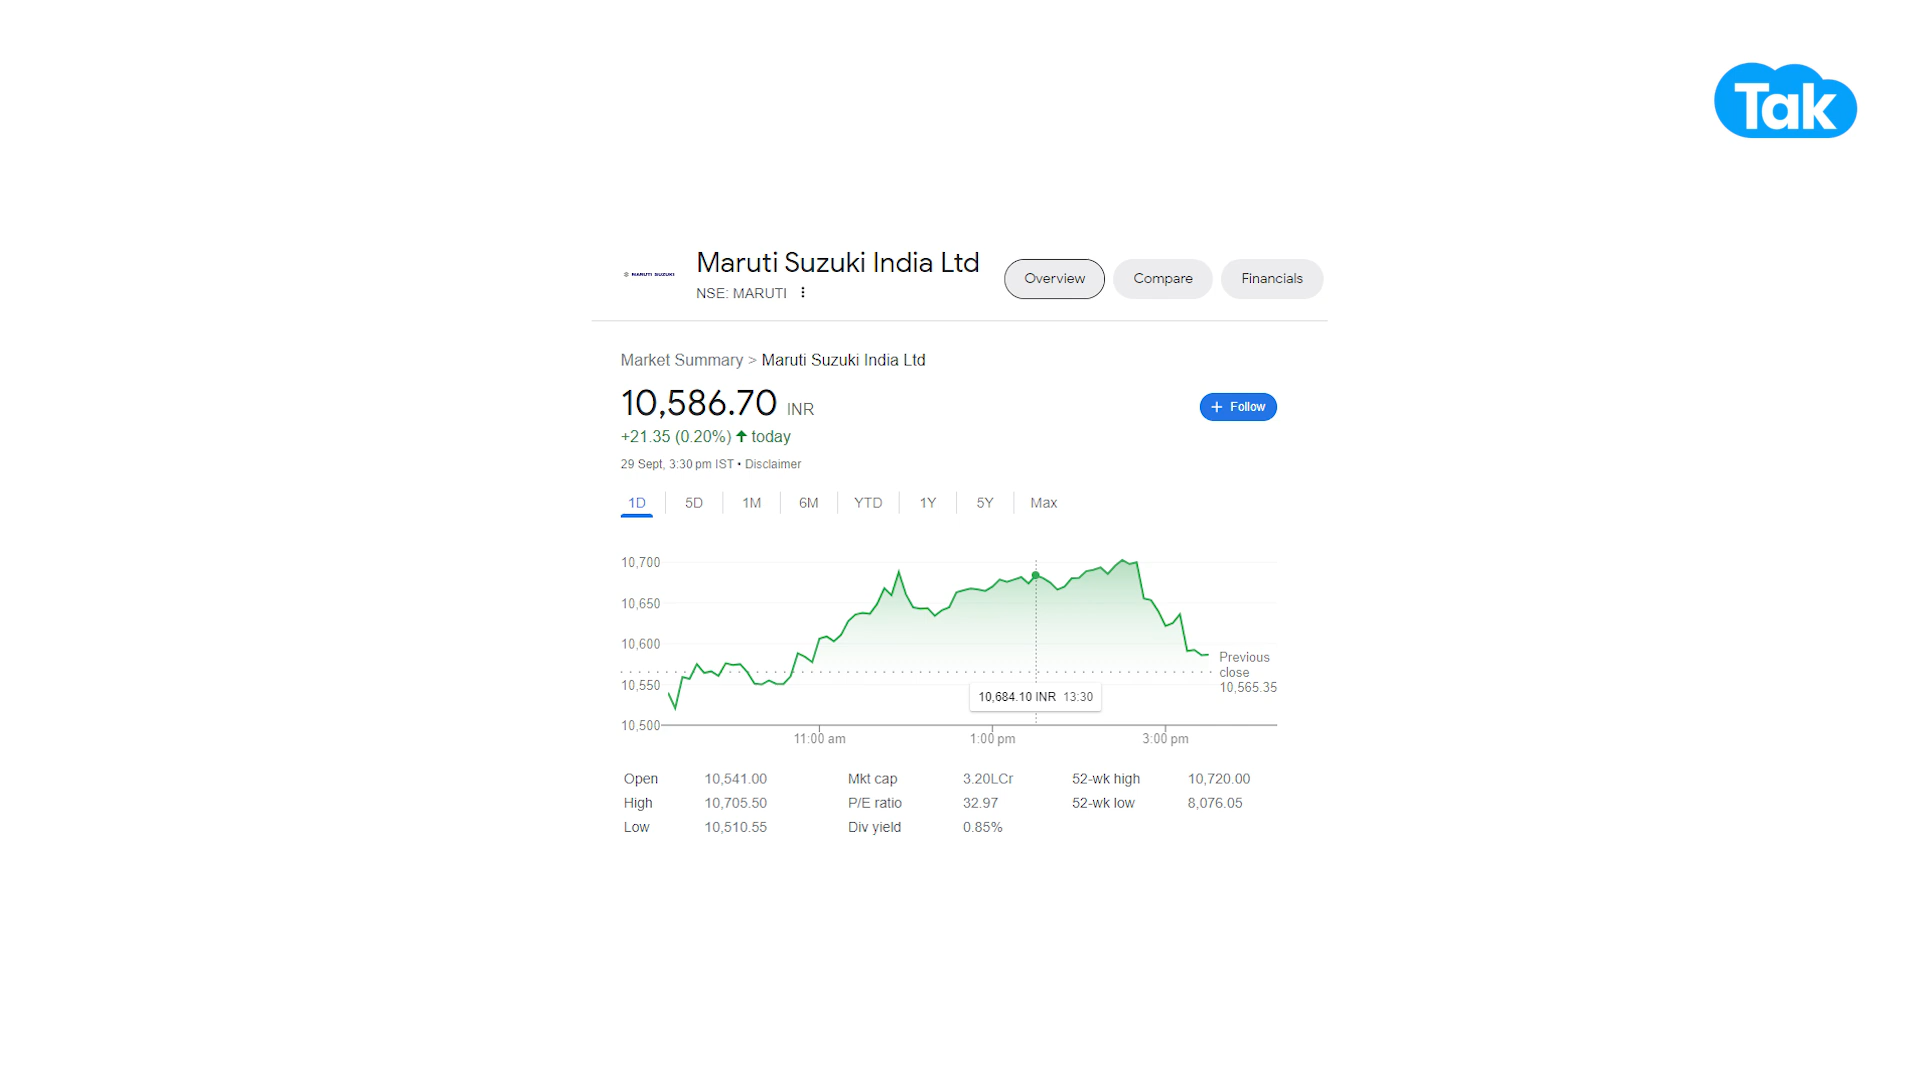 Tak
MARUTI SUZUKI
Maruti Suzuki India Ltd
NSE: MARUTI
Overview
Compare
Financials
Market Summary > Maruti Suzuki India Ltd
10,586.70 INR
+ Follow
+21.35 (0.20%) ↑ today
29 Sept, 3:30 pm IST • Disclaimer
1D 5D 1M 6M YTD 1Y 5Y Max
10,700
10,650
10,600
10,550
10,500
Previous
close
10,565.35
10,684.10 INR 13:30
11:00 am 1:00 pm 3:00 pm
Open 10,541.00 Mkt cap 3.20LCr 52-wk high 10,720.00
High 10,705.50 P/E ratio 32.97 52-wk low 8,076.05
Low 10,510.55 Div yield 0.85%